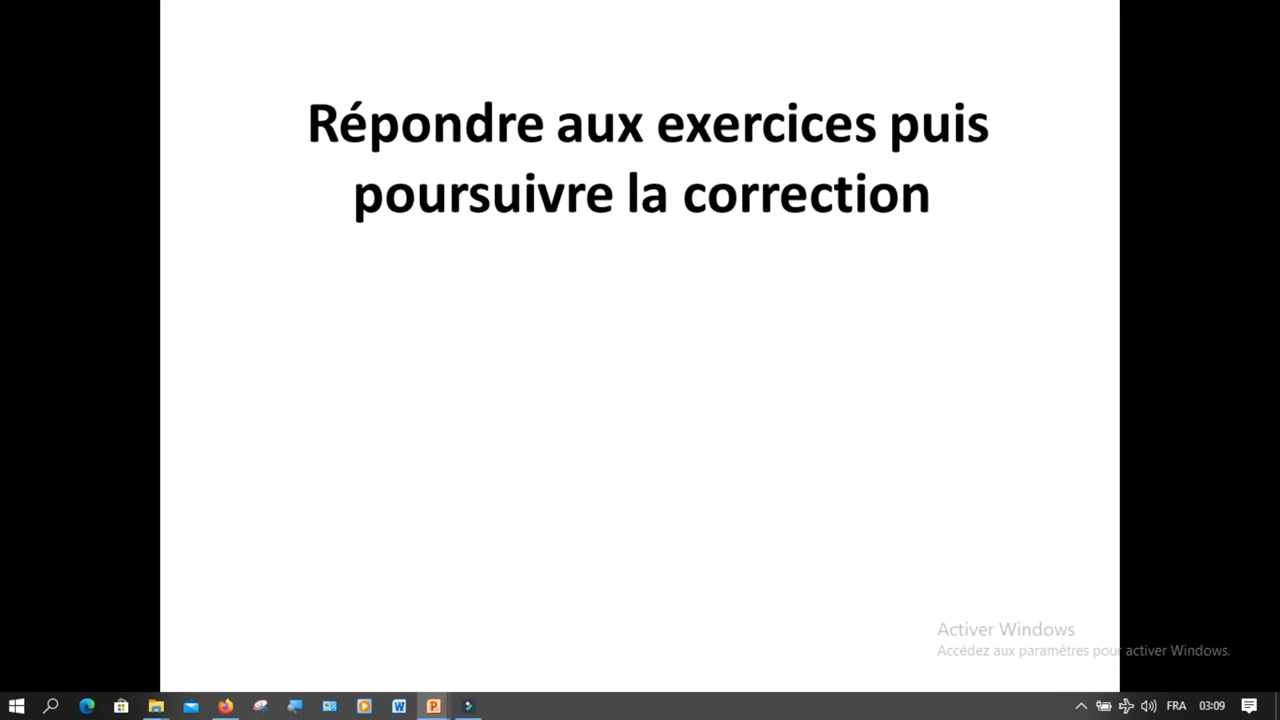 Répondre aux exercices puis
poursuivre la correction
Activer Windows
Accédez aux paramètres pour activer Windows.
FRA
03:09